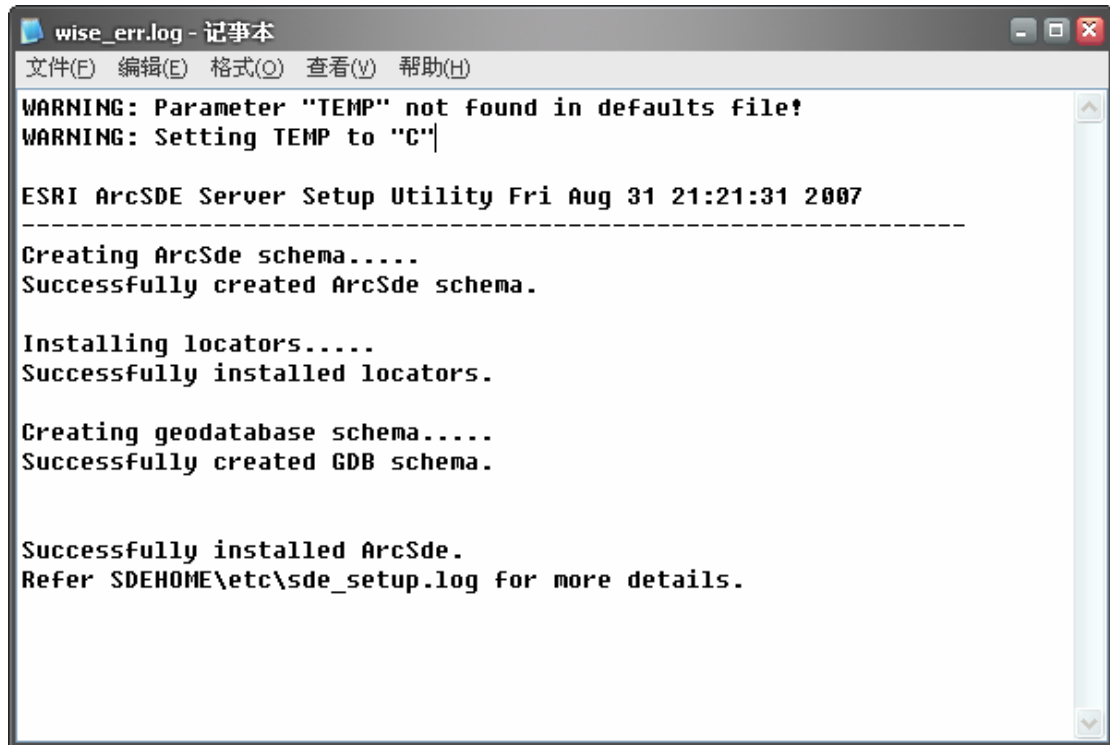 wise_err.log - 记事本
文件(F) 编辑(E) 格式(O) 查看(V) 帮助(H)
WARNING: Parameter "TEMP" not found in defaults file!
WARNING: Setting TEMP to "C"
ESRI ArcSDE Server Setup Utility Fri Aug 31 21:21:31 2007
----------------------------------------------------------------
Creating ArcSde schema.....
Successfully created ArcSde schema.
Installing locators.....
Successfully installed locators.
Creating geodatabase schema.....
Successfully created GDB schema.
Successfully installed ArcSde.
Refer SDEHOME\etc\sde_setup.log for more details.